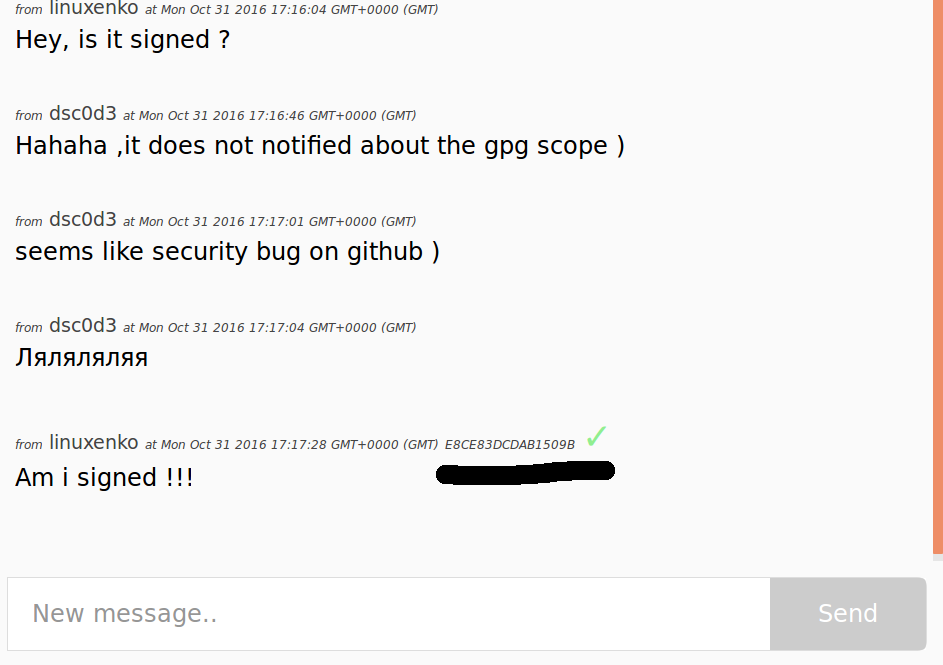 from linuxenko at Mon Oct 31 2016 17:16:04 GMT+0000 (GMT)
Hey, is it signed ?
from dsc0d3 at Mon Oct 31 2016 17:16:46 GMT+0000 (GMT)
Hahaha ,it does not notified about the gpg scope )
from dsc0d3 at Mon Oct 31 2016 17:17:01 GMT+0000 (GMT)
seems like security bug on github )
from dsc0d3 at Mon Oct 31 2016 17:17:04 GMT+0000 (GMT)
Ляляляляя
from linuxenko at Mon Oct 31 2016 17:17:28 GMT+0000 (GMT) E8CE83DCDAB1509B ✓
Am i signed !!!
New message.. Send